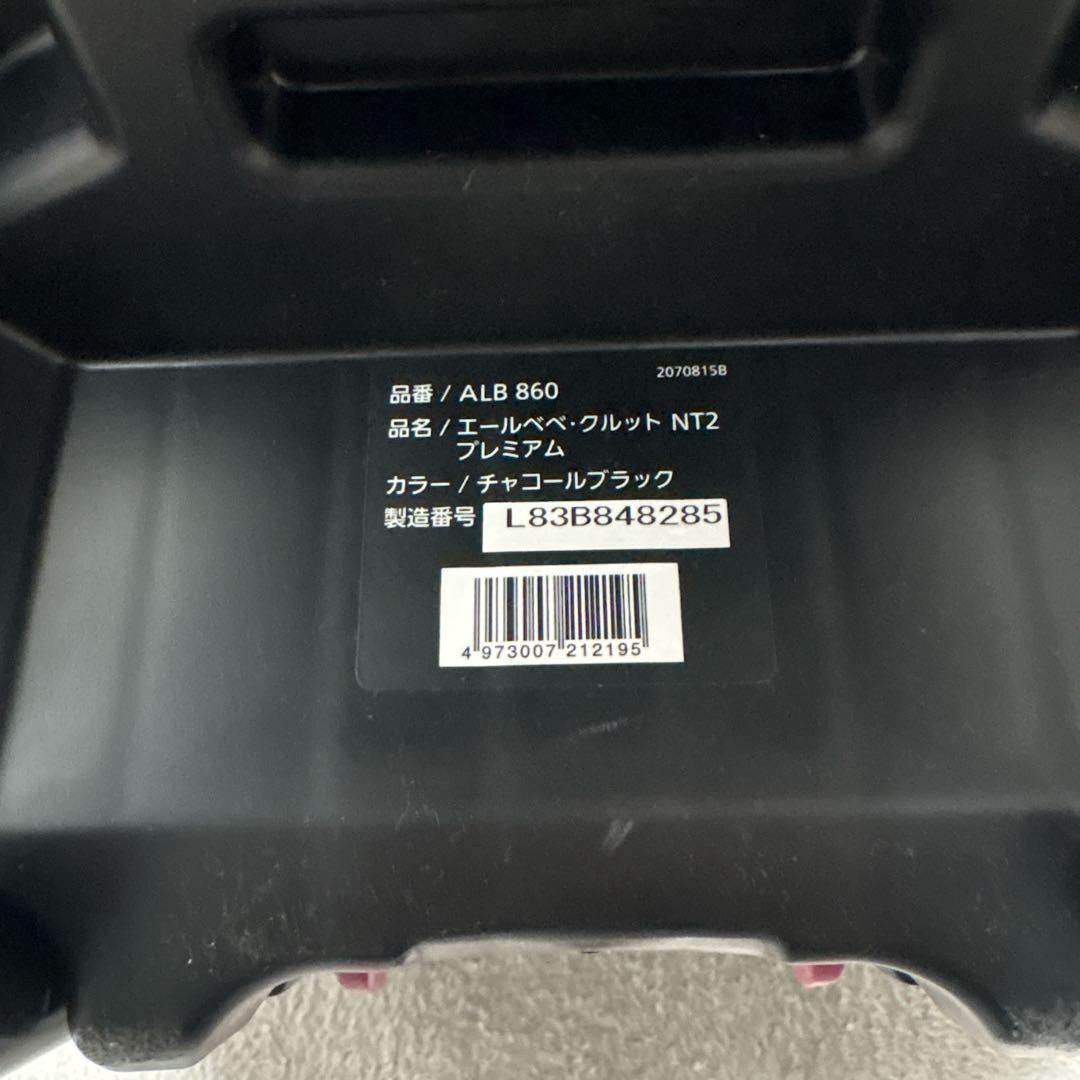 2070815B
品番 / ALB 860
品名 / エールベベ・クルット NT2
プレミアム
カラー / チャコールブラック
製造番号 L83B848285
4 973007 212195